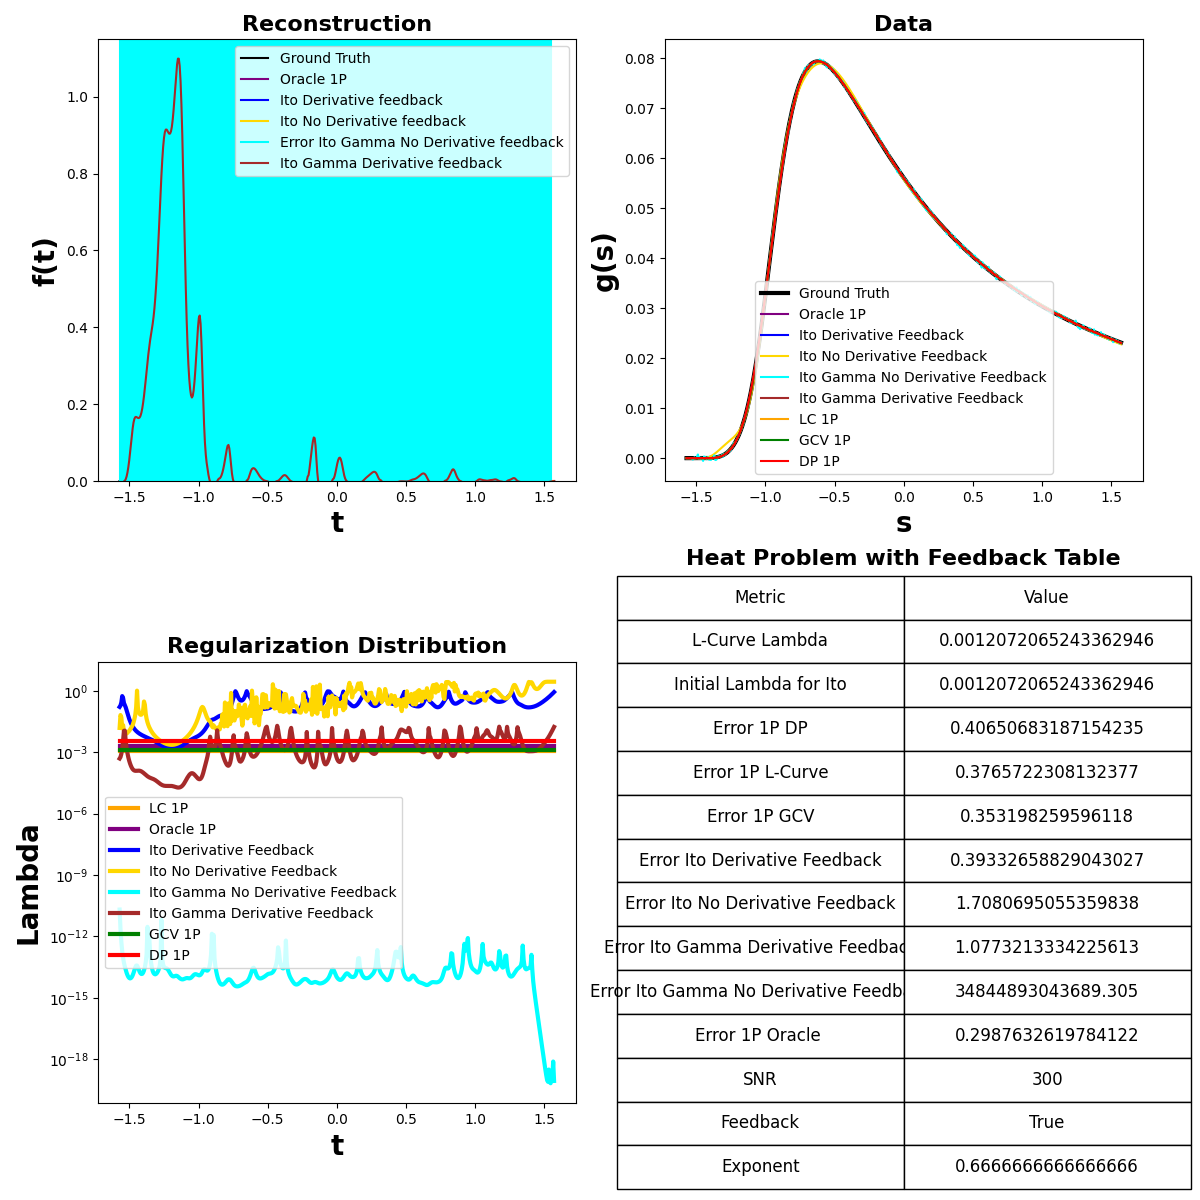 Reconstruction
f(t)
1.0
0.8
0.6
0.4
0.2
0.0
Ground Truth
Oracle 1P
Ito Derivative feedback
Ito No Derivative feedback
Error Ito Gamma No Derivative feedback
Ito Gamma Derivative feedback
−1.5 −1.0 −0.5 0.0 0.5 1.0 1.5
t
Data
g(s)
0.08
0.07
0.06
0.05
0.04
0.03
0.02
0.01
0.00
Ground Truth
Oracle 1P
Ito Derivative Feedback
Ito No Derivative Feedback
Ito Gamma No Derivative Feedback
Ito Gamma Derivative Feedback
LC 1P
GCV 1P
DP 1P
−1.5 −1.0 −0.5 0.0 0.5 1.0 1.5
s
Regularization Distribution
Lambda
10⁰
10⁻³
10⁻⁶
10⁻⁹
10⁻¹²
10⁻¹⁵
10⁻¹⁸
LC 1P
Oracle 1P
Ito Derivative Feedback
Ito No Derivative Feedback
Ito Gamma No Derivative Feedback
Ito Gamma Derivative Feedback
GCV 1P
DP 1P
−1.5 −1.0 −0.5 0.0 0.5 1.0 1.5
t
Heat Problem with Feedback Table
Metric Value
L-Curve Lambda 0.0012072065243362946
Initial Lambda for Ito 0.0012072065243362946
Error 1P DP 0.40650683187154235
Error 1P L-Curve 0.3765722308132377
Error 1P GCV 0.353198259596118
Error Ito Derivative Feedback 0.39332658829043027
Error Ito No Derivative Feedback 1.7080695055359838
Error Ito Gamma Derivative Feedbac 1.0773213334225613
Error Ito Gamma No Derivative Feedb 34844893043689.305
Error 1P Oracle 0.2987632619784122
SNR 300
Feedback True
Exponent 0.6666666666666666